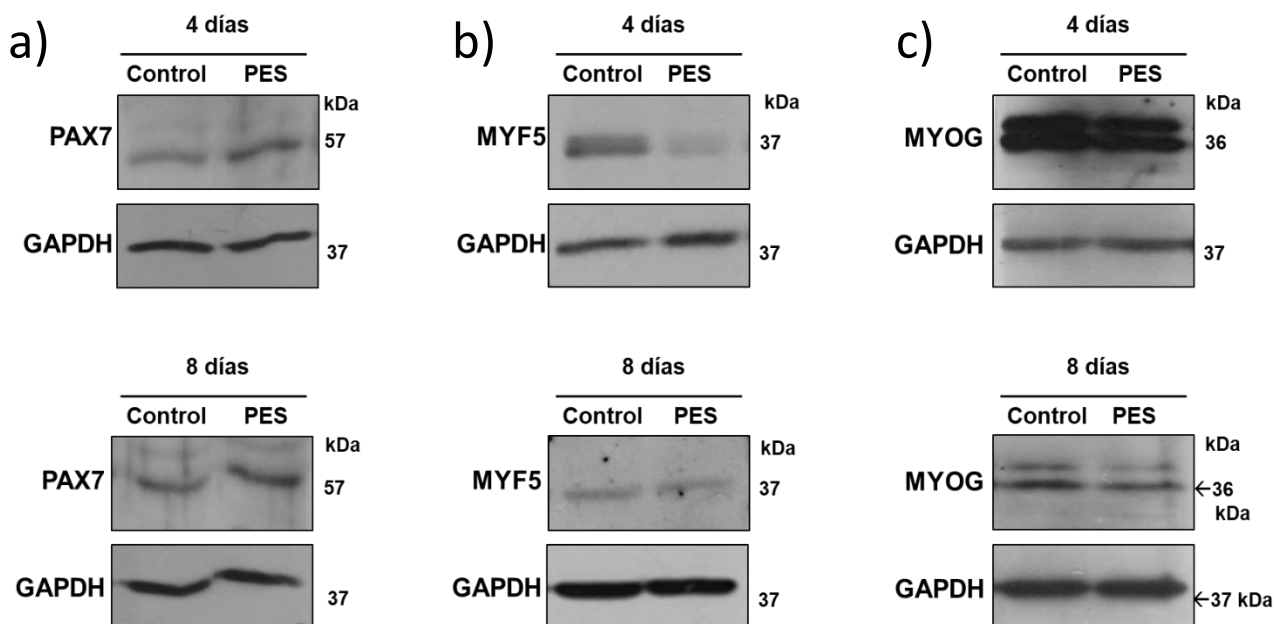 a)
4 días
Control PES
kDa
PAX7
57
GAPDH
37
8 días
Control PES
kDa
PAX7
57
GAPDH
37
b)
4 días
Control PES
kDa
MYF5
37
GAPDH
37
8 días
Control PES
kDa
MYF5
37
GAPDH
37
c)
4 días
Control PES
kDa
MYOG
36
GAPDH
37
8 días
Control PES
kDa
MYOG
←36
kDa
GAPDH
←37 kDa